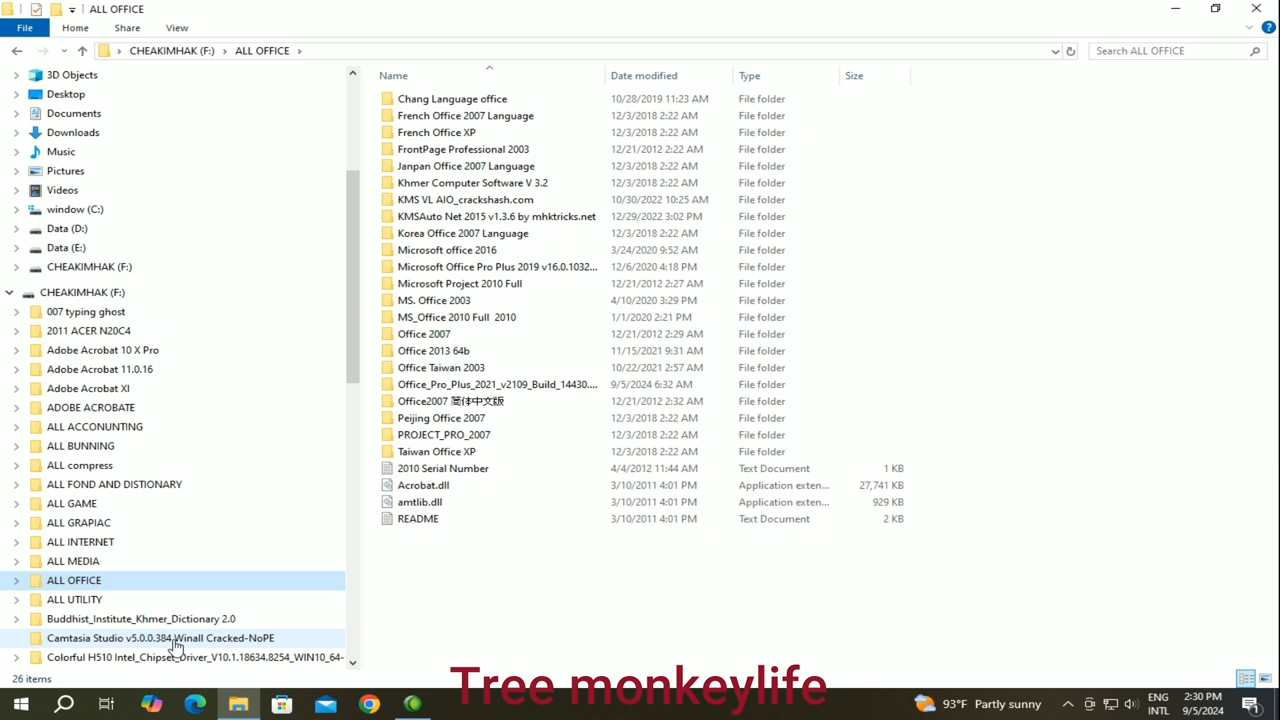 ALL OFFICE
File Home Share View
CHEAKIMHAK (F:) > ALL OFFICE >
Search ALL OFFICE
3D Objects
Desktop
Documents
Downloads
Music
Pictures
Videos
window (C:)
Data (D:)
Data (E:)
CHEAKIMHAK (F:)
CHEAKIMHAK (F:)
007 typing ghost
2011 ACER N20C4
Adobe Acrobat 10 X Pro
Adobe Acrobat 11.0.16
Adobe Acrobat XI
ADOBE ACROBATE
ALL ACCONUNTING
ALL BUNNING
ALL compress
ALL FOND AND DISTIONARY
ALL GAME
ALL GRAPIAC
ALL INTERNET
ALL MEDIA
ALL OFFICE
ALL UTILITY
Buddhist_Institute_Khmer_Dictionary 2.0
Camtasia Studio v5.0.0.384.Winall Cracked-NoPE
Colorful H510 Intel_Chipset_Driver_V10.1.18634.8254_WIN10_64-
Name Date modified Type Size
Chang Language office 10/28/2019 11:23 AM File folder
French Office 2007 Language 12/3/2018 2:22 AM File folder
French Office XP 12/3/2018 2:22 AM File folder
FrontPage Professional 2003 12/21/2012 2:22 AM File folder
Janpan Office 2007 Language 12/3/2018 2:22 AM File folder
Khmer Computer Software V 3.2 12/3/2018 2:22 AM File folder
KMS VL AIO_crackshash.com 10/30/2022 10:25 AM File folder
KMSAuto Net 2015 v1.3.6 by mhktricks.net 12/29/2022 3:02 PM File folder
Korea Office 2007 Language 12/3/2018 2:22 AM File folder
Microsoft office 2016 3/24/2020 9:52 AM File folder
Microsoft Office Pro Plus 2019 v16.0.1032... 12/6/2020 4:18 PM File folder
Microsoft Project 2010 Full 12/21/2012 2:27 AM File folder
MS. Office 2003 4/10/2020 3:29 PM File folder
MS_Office 2010 Full 2010 1/1/2020 2:21 PM File folder
Office 2007 12/21/2012 2:29 AM File folder
Office 2013 64b 11/15/2021 9:31 AM File folder
Office Taiwan 2003 10/22/2021 2:57 AM File folder
Office_Pro_Plus_2021_v2109_Build_14430.... 9/5/2024 6:32 AM File folder
Office2007 简体中文版 12/21/2012 2:32 AM File folder
Peijing Office 2007 12/3/2018 2:22 AM File folder
PROJECT_PRO_2007 12/3/2018 2:22 AM File folder
Taiwan Office XP 12/3/2018 2:22 AM File folder
2010 Serial Number 4/4/2012 11:44 AM Text Document 1 KB
Acrobat.dll 3/10/2011 4:01 PM Application exten... 27,741 KB
amtlib.dll 3/10/2011 4:01 PM Application exten... 929 KB
README 3/10/2011 4:01 PM Text Document 2 KB
26 items
Tree monkeylife
93°F Partly sunny
ENG
INTL
2:30 PM
9/5/2024